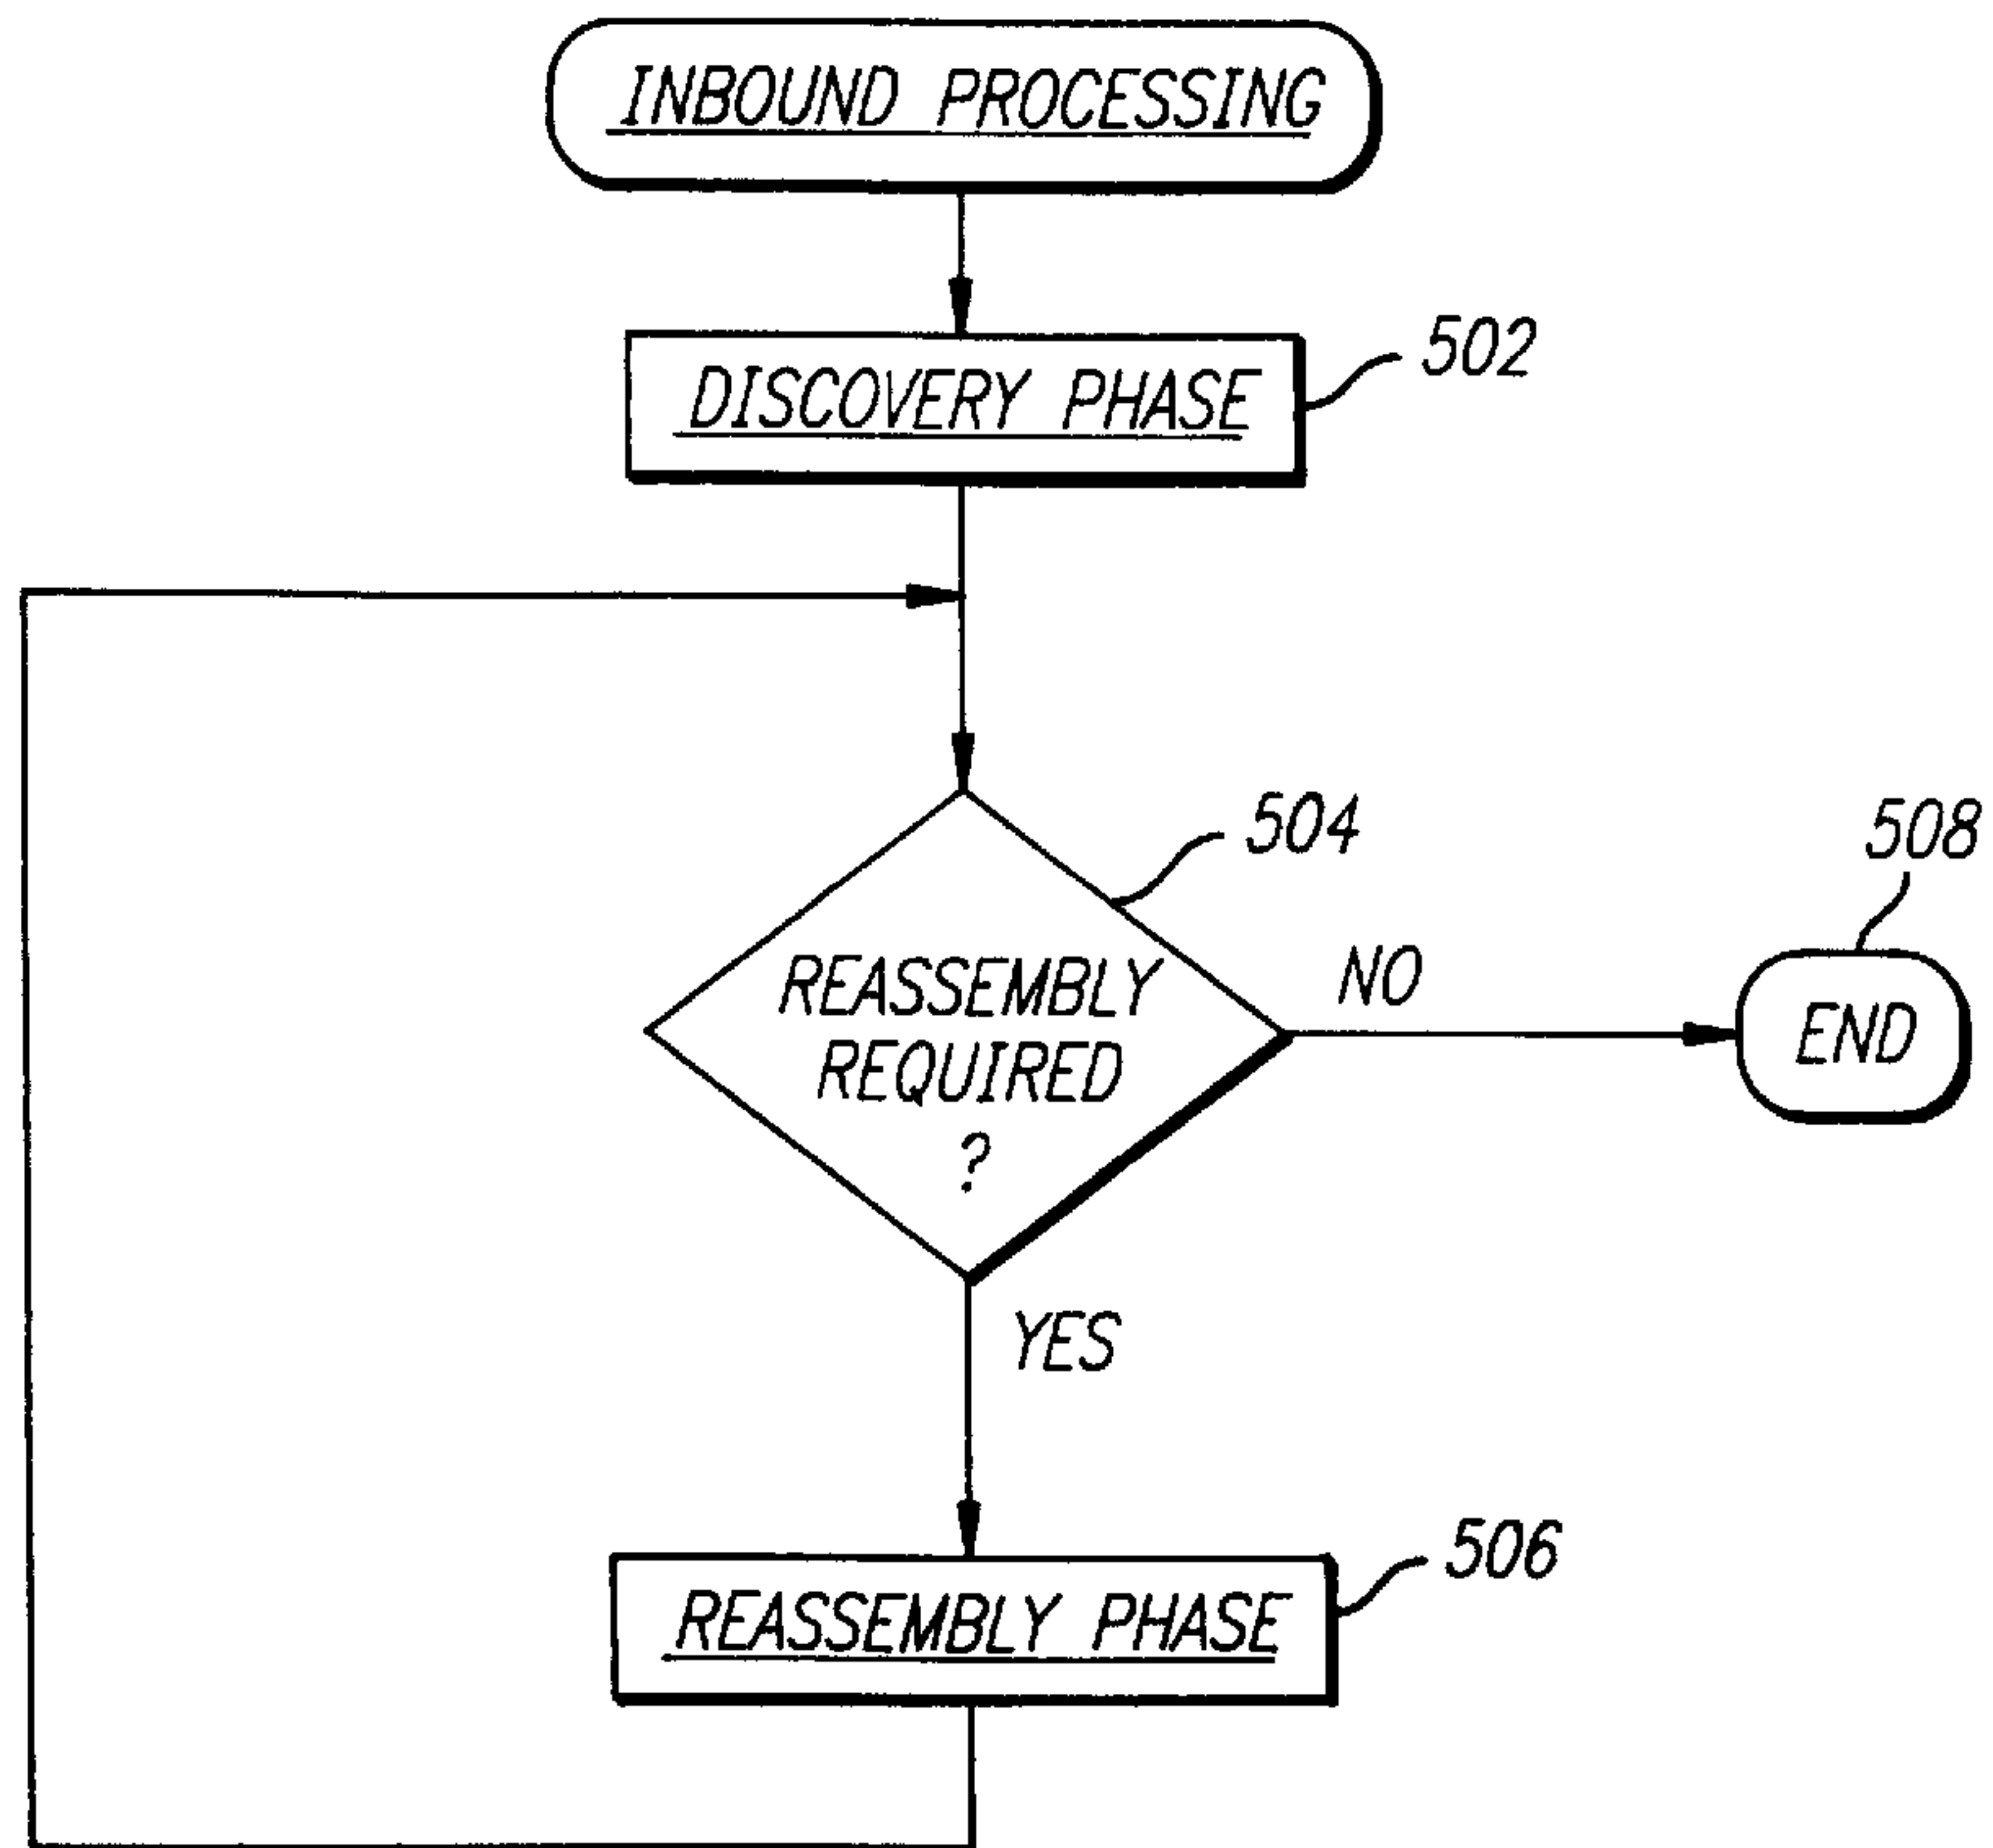 INBOUND PROCESSING
DISCOVERY PHASE
502
504
508
REASSEMBLY
REQUIRED
?
NO
END
YES
REASSEMBLY PHASE
506